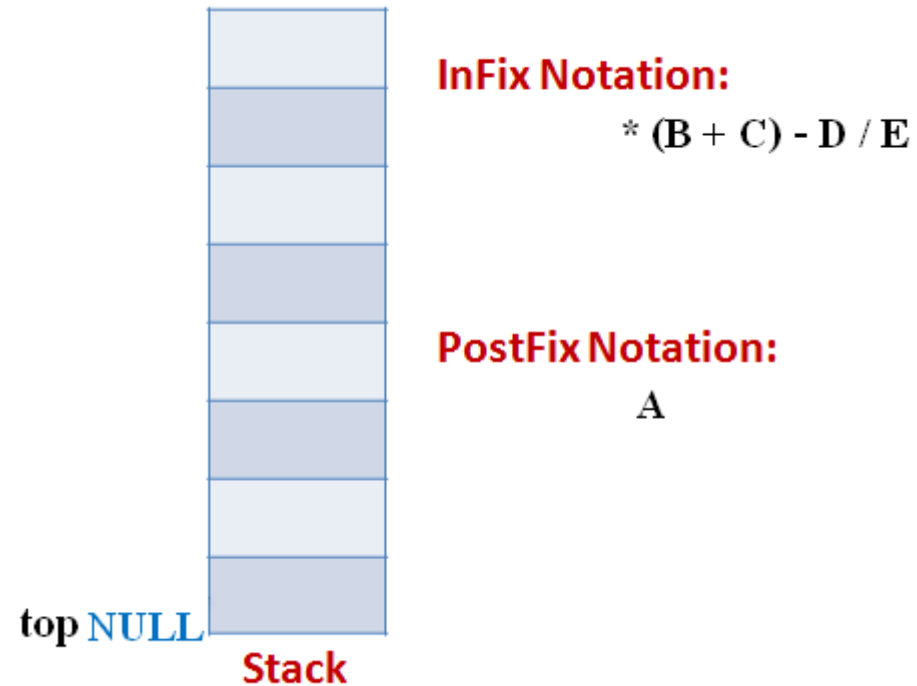 InFix Notation:
* (B + C) - D / E
PostFix Notation:
A
top NULL
Stack